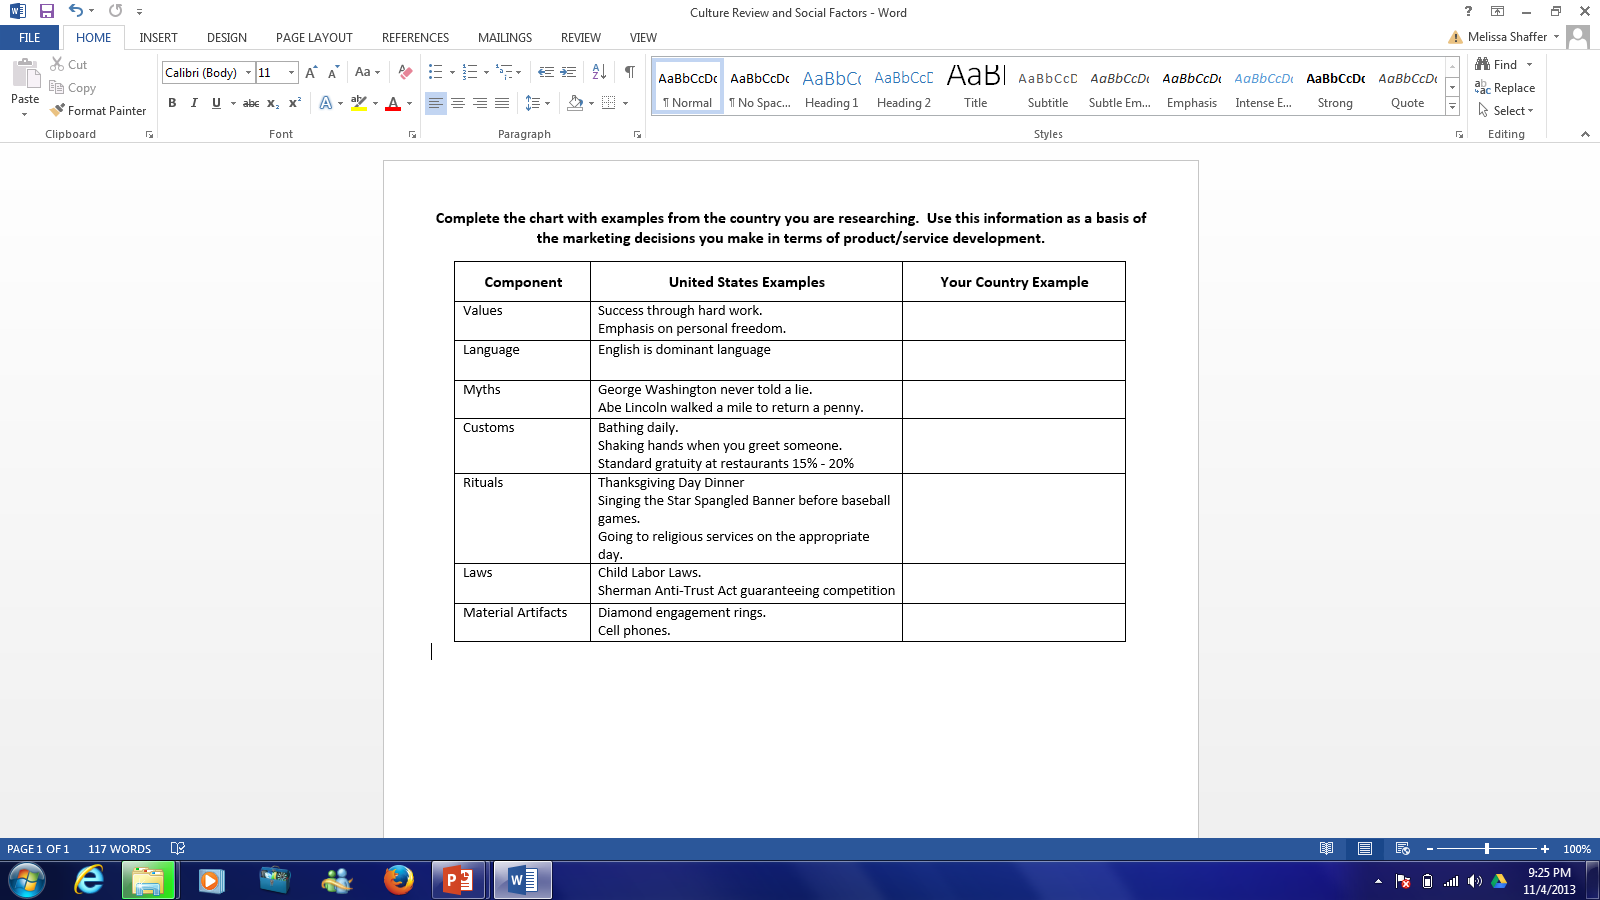 Culture Review and Social Factors - Word
FILE HOME INSERT DESIGN PAGE LAYOUT REFERENCES MAILINGS REVIEW VIEW
Melissa Shaffer
Paste
Cut
Copy
Format Painter
Clipboard
Calibri (Body) 11
Font
Paragraph
AaBbCcDc AaBbCcDc AaBbCc AaBbCcD AaBl AaBbCcD AaBbCcDc AaBbCcDc AaBbCcDc AaBbCcDc AaBbCcDc
¶ Normal ¶ No Spac... Heading 1 Heading 2 Title Subtitle Subtle Em... Emphasis Intense E... Strong Quote
Styles
Find
Replace
Select
Editing
Complete the chart with examples from the country you are researching.  Use this information as a basis of
the marketing decisions you make in terms of product/service development.
Component United States Examples Your Country Example
Values
Success through hard work.
Emphasis on personal freedom.
Language
English is dominant language
Myths
George Washington never told a lie.
Abe Lincoln walked a mile to return a penny.
Customs
Bathing daily.
Shaking hands when you greet someone.
Standard gratuity at restaurants 15% - 20%
Rituals
Thanksgiving Day Dinner
Singing the Star Spangled Banner before baseball
games.
Going to religious services on the appropriate
day.
Laws
Child Labor Laws.
Sherman Anti-Trust Act guaranteeing competition
Material Artifacts
Diamond engagement rings.
Cell phones.
PAGE 1 OF 1 117 WORDS
100%
9:25 PM
11/4/2013